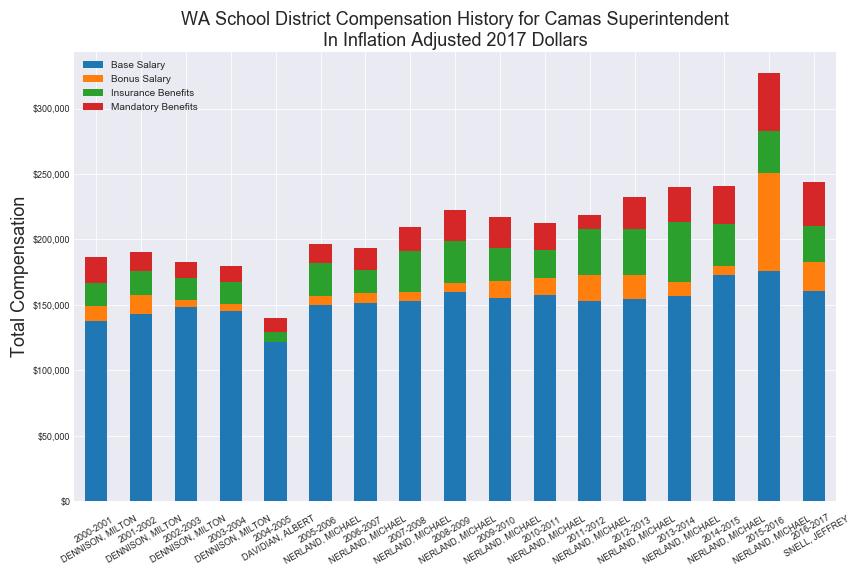 WA School District Compensation History for Camas Superintendent
In Inflation Adjusted 2017 Dollars
Base Salary
Bonus Salary
Insurance Benefits
Mandatory Benefits
Total Compensation
$300,000
$250,000
$200,000
$150,000
$100,000
$50,000
$0
2000-2001
DENNISON, MILTON
2001-2002
DENNISON, MILTON
2002-2003
DENNISON, MILTON
2003-2004
DENNISON, MILTON
2004-2005
DAVIDIAN, ALBERT
2005-2006
NERLAND, MICHAEL
2006-2007
NERLAND, MICHAEL
2007-2008
NERLAND, MICHAEL
2008-2009
NERLAND, MICHAEL
2009-2010
NERLAND, MICHAEL
2010-2011
NERLAND, MICHAEL
2011-2012
NERLAND, MICHAEL
2012-2013
NERLAND, MICHAEL
2013-2014
NERLAND, MICHAEL
2014-2015
NERLAND, MICHAEL
2015-2016
NERLAND, MICHAEL
2016-2017
SNELL, JEFFREY